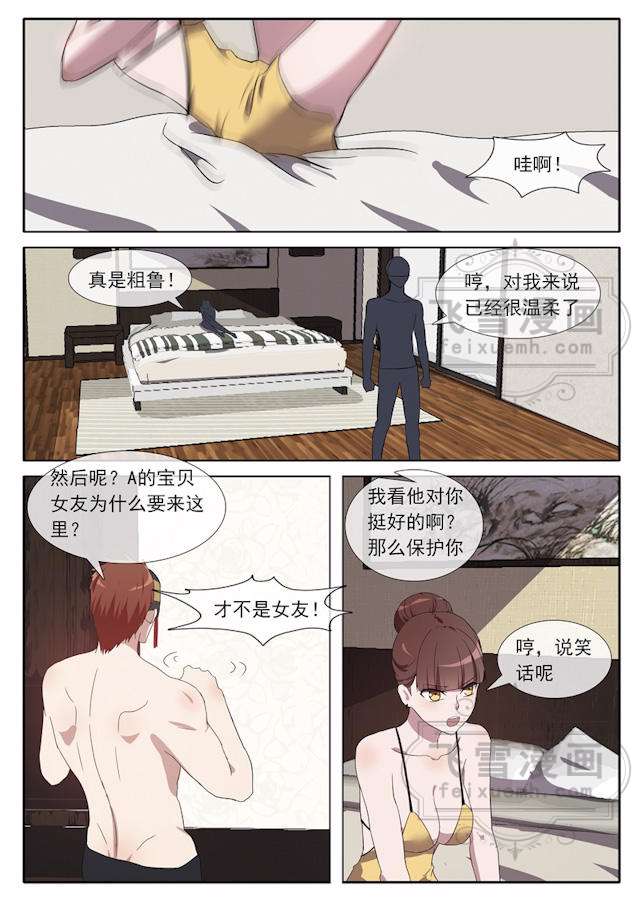 哇啊！
真是粗鲁！
哼，对我来说
已经很温柔了
飞雪漫画
feixuemh.com
然后呢？A的宝贝
女友为什么要来这
里？
才不是女友！
我看他对你
挺好的啊？
那么保护你
哼，说笑
话呢
飞雪漫画
feixuemh.com